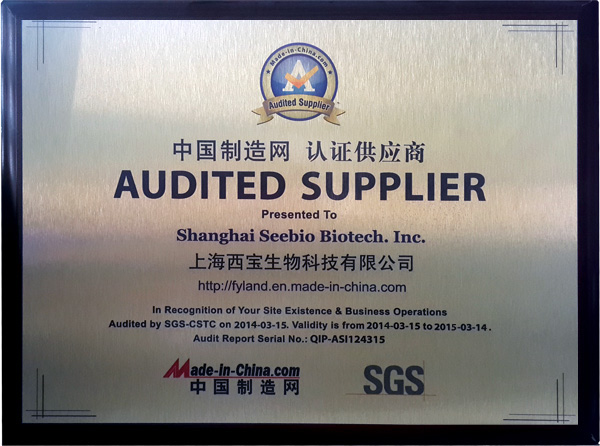 Made-in-China.com
Audited Supplier
中国制造网 认证供应商
AUDITED SUPPLIER
Presented To
Shanghai Seebio Biotech. Inc.
上海西宝生物科技有限公司
http://fyland.en.made-in-china.com
In Recognition of Your Site Existence & Business Operations
Audited by SGS-CSTC on 2014-03-15. Validity is from 2014-03-15 to 2015-03-14.
Audit Report Serial No.: QIP-ASI124315
Made-in-China.com
中国制造网
SGS